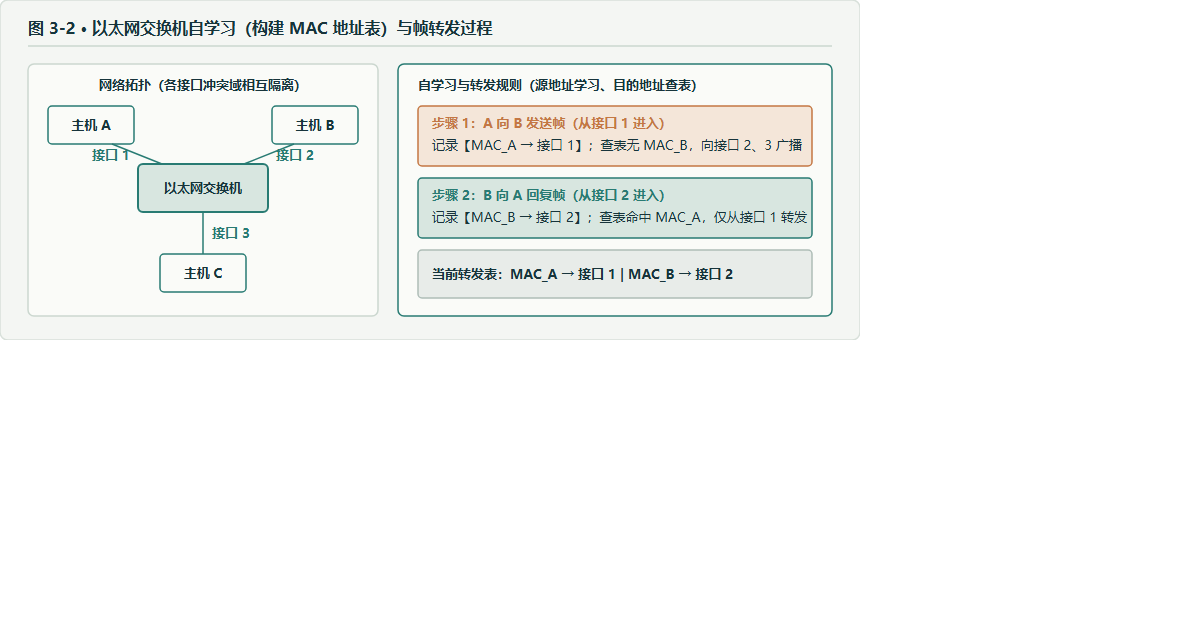 图 3-2 • 以太网交换机自学习（构建 MAC 地址表）与帧转发过程
网络拓扑（各接口冲突域相互隔离）
主机 A
主机 B
接口 1
接口 2
以太网交换机
接口 3
主机 C
自学习与转发规则（源地址学习、目的地址查表）
步骤 1：A 向 B 发送帧（从接口 1 进入）
记录【MAC_A → 接口 1】；查表无 MAC_B，向接口 2、3 广播
步骤 2：B 向 A 回复帧（从接口 2 进入）
记录【MAC_B → 接口 2】；查表命中 MAC_A，仅从接口 1 转发
当前转发表：MAC_A → 接口 1 | MAC_B → 接口 2